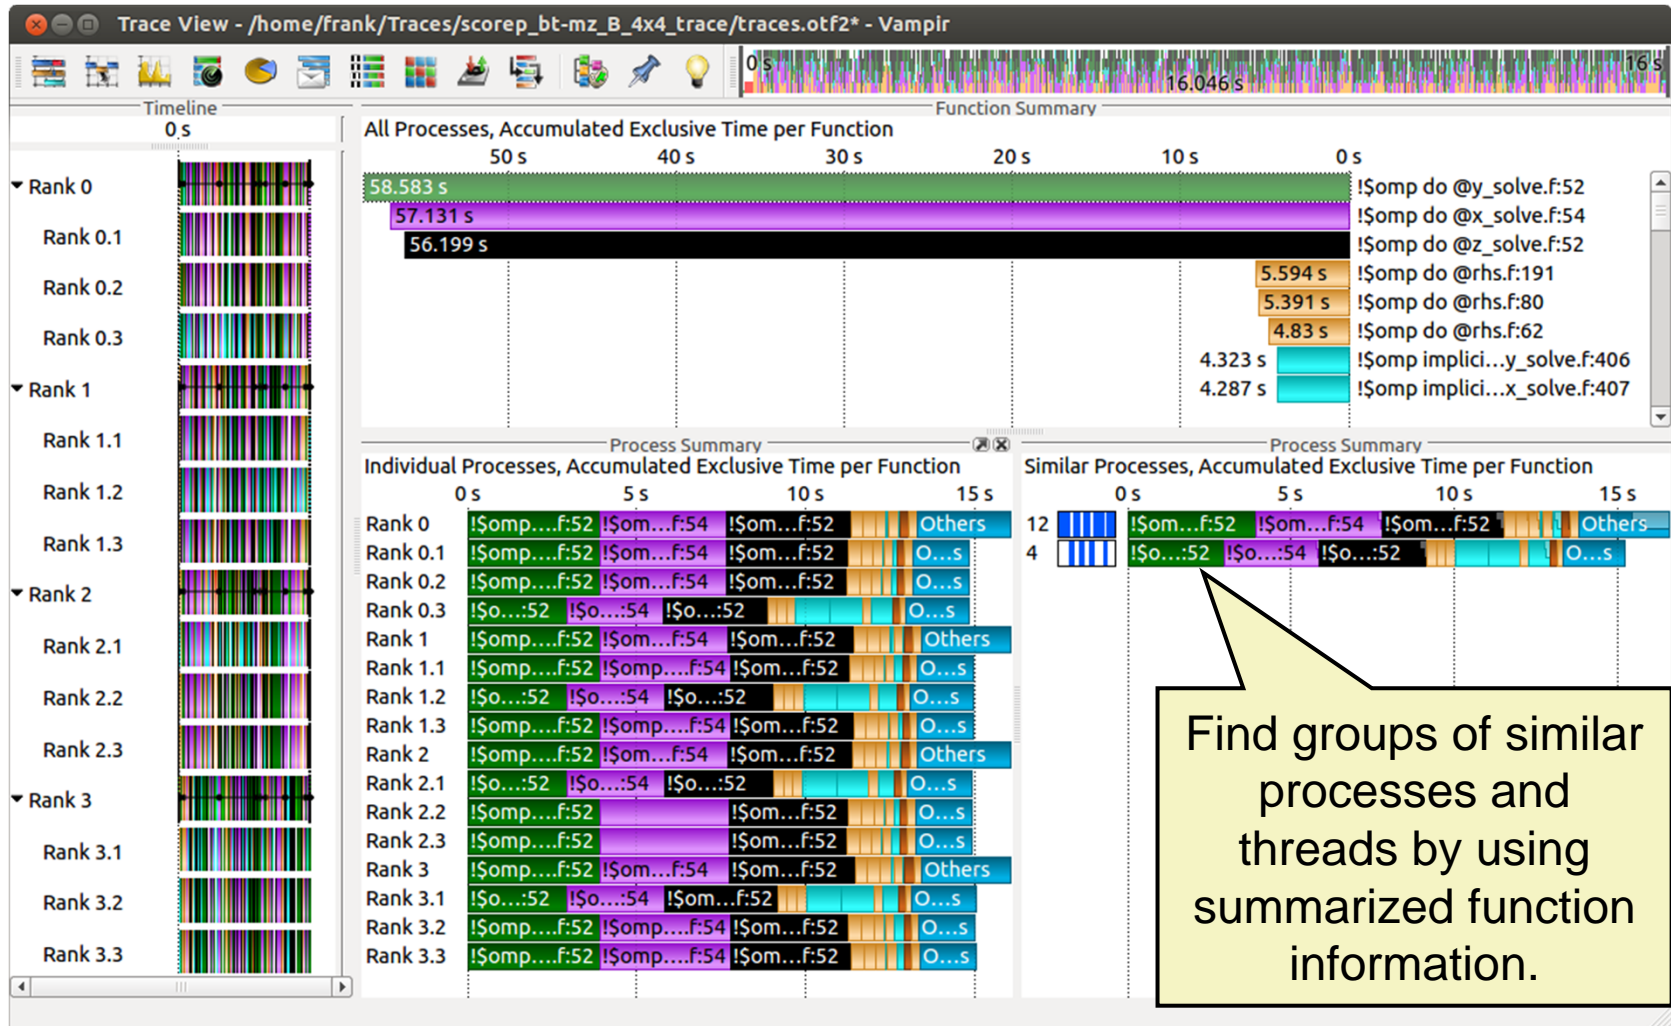 Trace View - /home/frank/Traces/scorep_bt-mz_B_4x4_trace/traces.otf2* - Vampir
0 s 16.046 s 16 s
Timeline
0 s
Rank 0
Rank 0.1
Rank 0.2
Rank 0.3
Rank 1
Rank 1.1
Rank 1.2
Rank 1.3
Rank 2
Rank 2.1
Rank 2.2
Rank 2.3
Rank 3
Rank 3.1
Rank 3.2
Rank 3.3
Function Summary
All Processes, Accumulated Exclusive Time per Function
50 s 40 s 30 s 20 s 10 s 0 s
58.583 s !$omp do @y_solve.f:52
57.131 s !$omp do @x_solve.f:54
56.199 s !$omp do @z_solve.f:52
5.594 s !$omp do @rhs.f:191
5.391 s !$omp do @rhs.f:80
4.83 s !$omp do @rhs.f:62
4.323 s !$omp implici...y_solve.f:406
4.287 s !$omp implici...x_solve.f:407
Process Summary
Individual Processes, Accumulated Exclusive Time per Function
0 s 5 s 10 s 15 s
Rank 0 !$omp....f:52 !$om...f:54 !$om...f:52 Others
Rank 0.1 !$omp....f:52 !$om...f:54 !$om...f:52 O...s
Rank 0.2 !$omp....f:52 !$om...f:54 !$om...f:52 O...s
Rank 0.3 !$o...:52 !$o...:54 !$o...:52 O...s
Rank 1 !$omp....f:52 !$om...f:54 !$om...f:52 Others
Rank 1.1 !$omp....f:52 !$omp....f:54 !$om...f:52 O...s
Rank 1.2 !$o...:52 !$o...:54 !$o...:52 O...s
Rank 1.3 !$omp....f:52 !$omp....f:54 !$om...f:52 O...s
Rank 2 !$omp....f:52 !$om...f:54 !$om...f:52 Others
Rank 2.1 !$o...:52 !$o...:54 !$o...:52 O...s
Rank 2.2 !$omp....f:52 !$om...f:52 O...s
Rank 2.3 !$omp....f:52 !$om...f:52 O...s
Rank 3 !$omp....f:52 !$om...f:54 !$om...f:52 Others
Rank 3.1 !$o...:52 !$o...:54 !$om...f:52 O...s
Rank 3.2 !$omp....f:52 !$omp....f:54 !$om...f:52 O...s
Rank 3.3 !$omp....f:52 !$omp....f:54 !$om...f:52 O...s
Process Summary
Similar Processes, Accumulated Exclusive Time per Function
0 s 5 s 10 s 15 s
12 !$om...f:52 !$om...f:54 !$om...f:52 Others
4 !$o...:52 !$o...:54 !$o...:52 O...s
Find groups of similar
processes and
threads by using
summarized function
information.